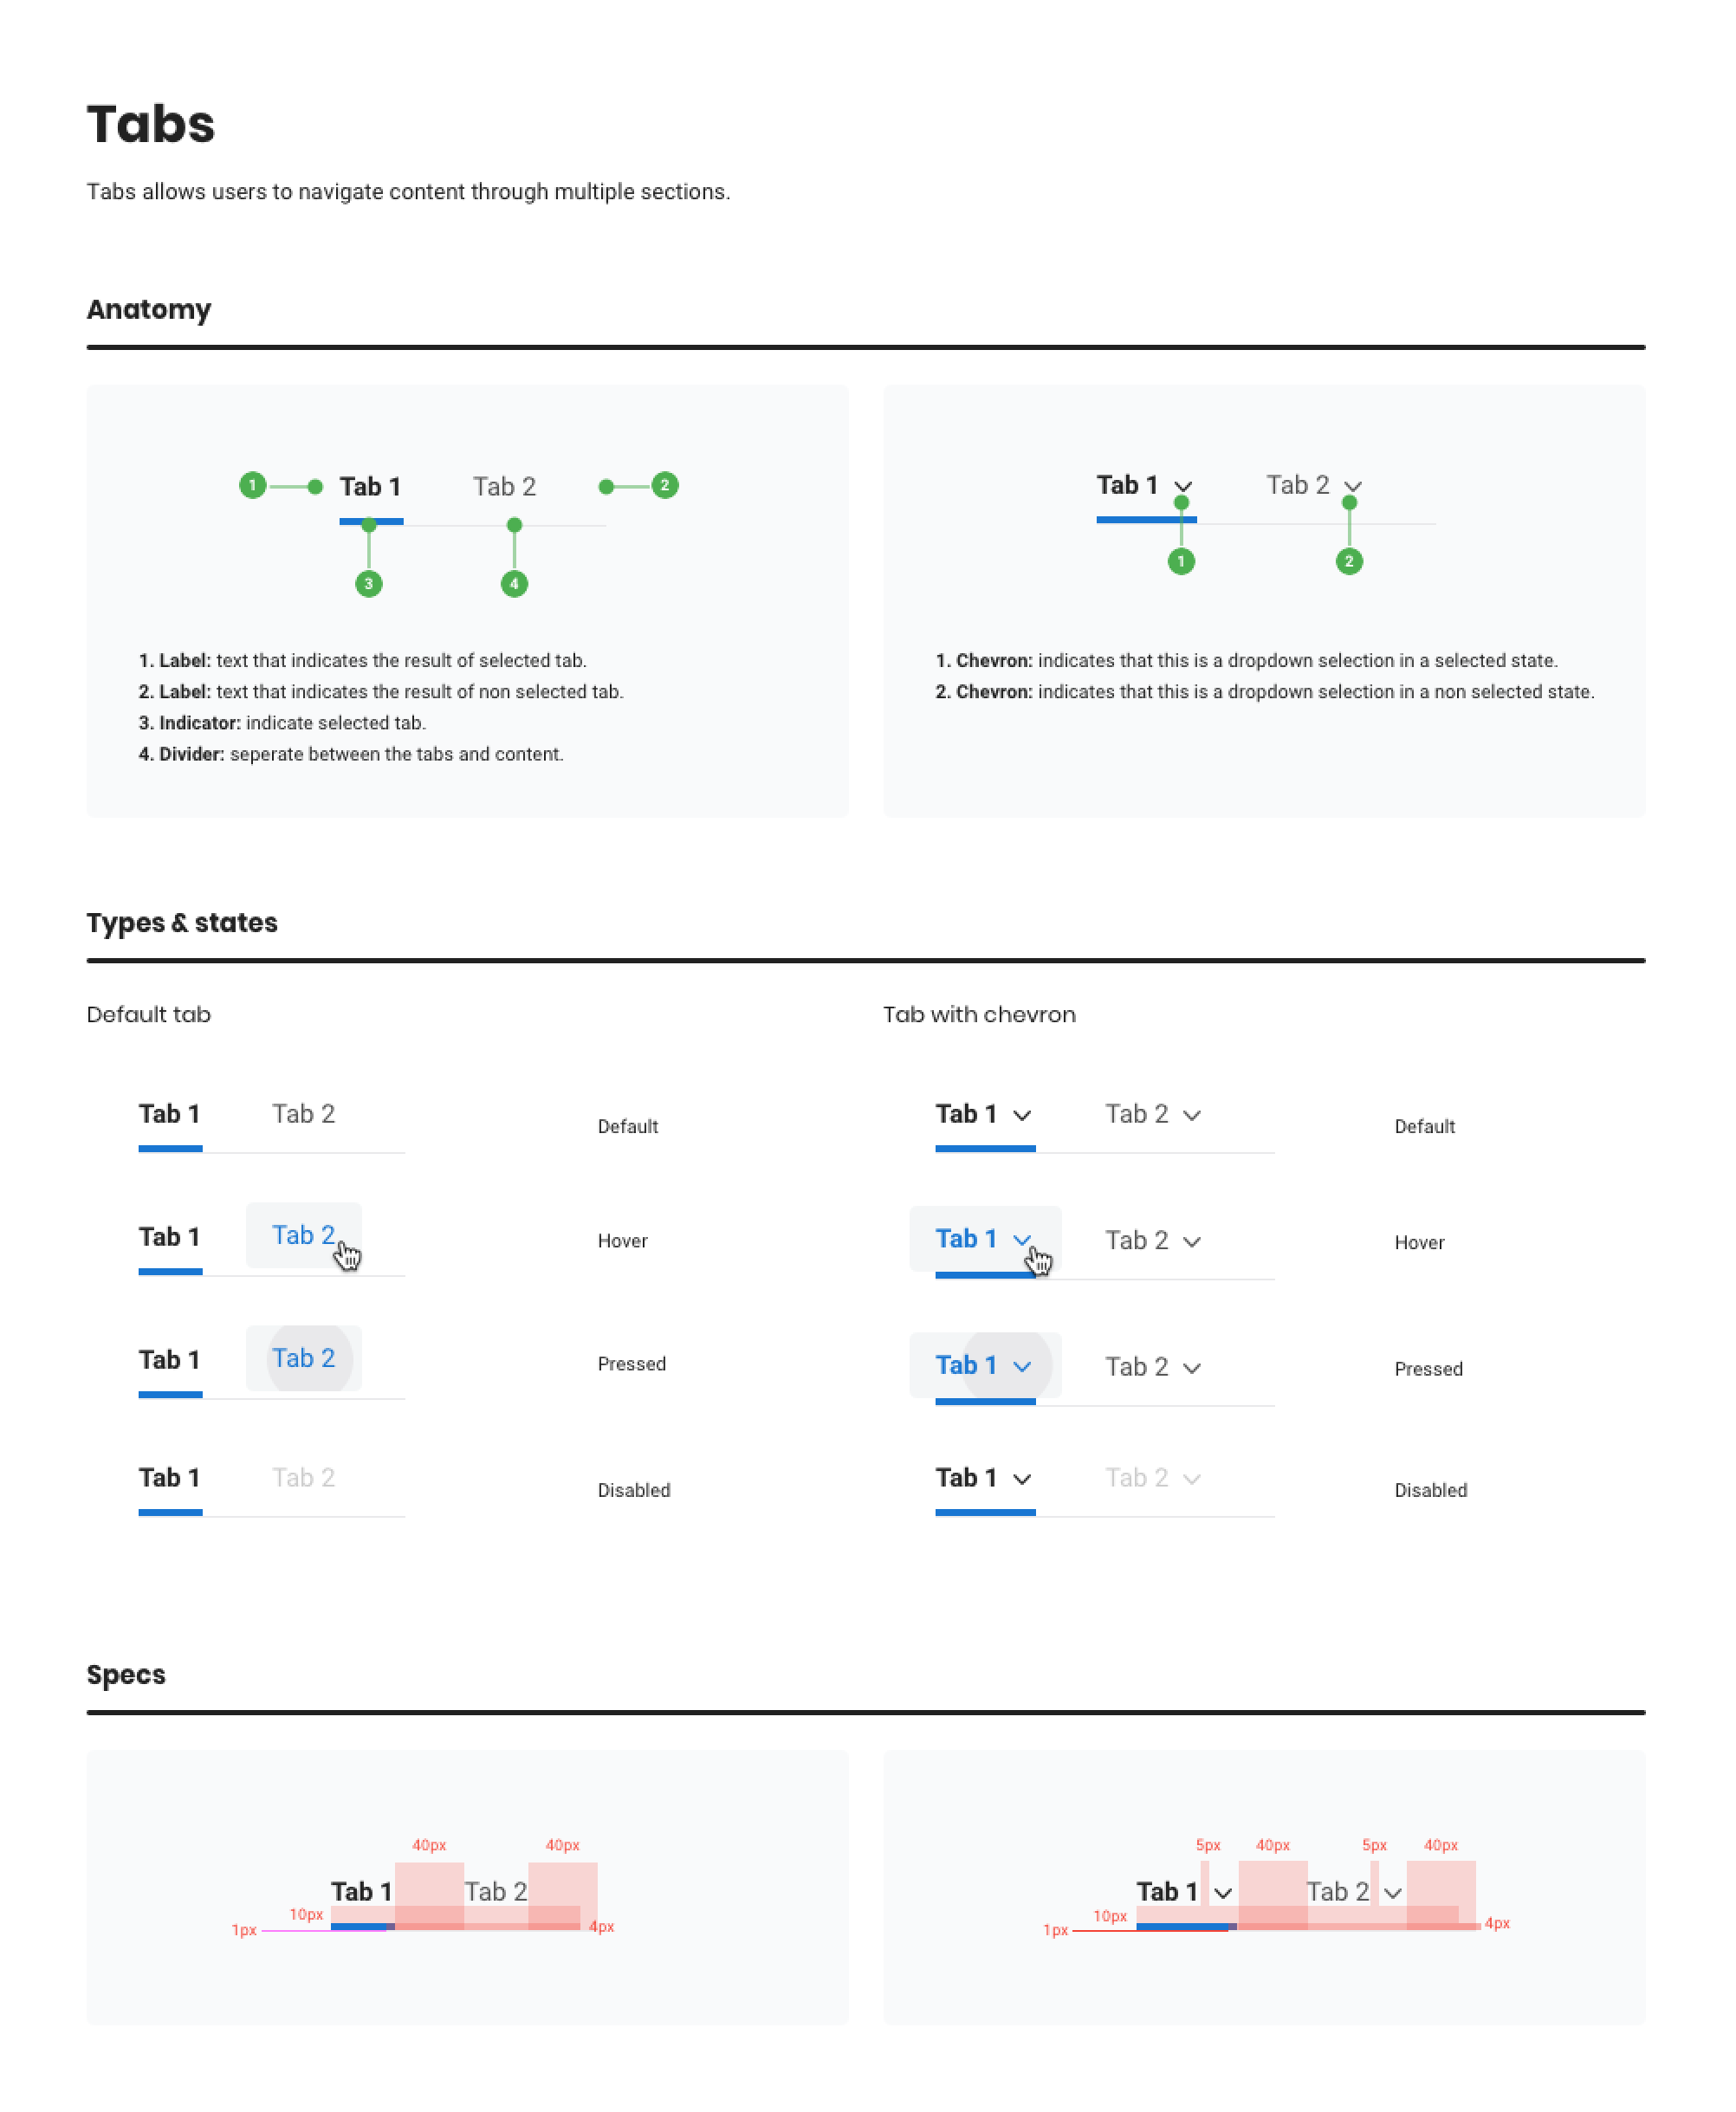 Tabs
Tabs allows users to navigate content through multiple sections.
Anatomy
1 Tab 1 Tab 2 2
3 4
1. Label: text that indicates the result of selected tab.
2. Label: text that indicates the result of non selected tab.
3. Indicator: indicate selected tab.
4. Divider: seperate between the tabs and content.
Tab 1 Tab 2
1 2
1. Chevron: indicates that this is a dropdown selection in a selected state.
2. Chevron: indicates that this is a dropdown selection in a non selected state.
Types & states
Default tab
Tab 1 Tab 2 Default
Tab 1 Tab 2 Hover
Tab 1 Tab 2 Pressed
Tab 1 Tab 2 Disabled
Tab with chevron
Tab 1 Tab 2 Default
Tab 1 Tab 2 Hover
Tab 1 Tab 2 Pressed
Tab 1 Tab 2 Disabled
Specs
40px 40px
Tab 1 Tab 2
10px
1px 4px
5px 40px 5px 40px
Tab 1 Tab 2
10px
1px 4px